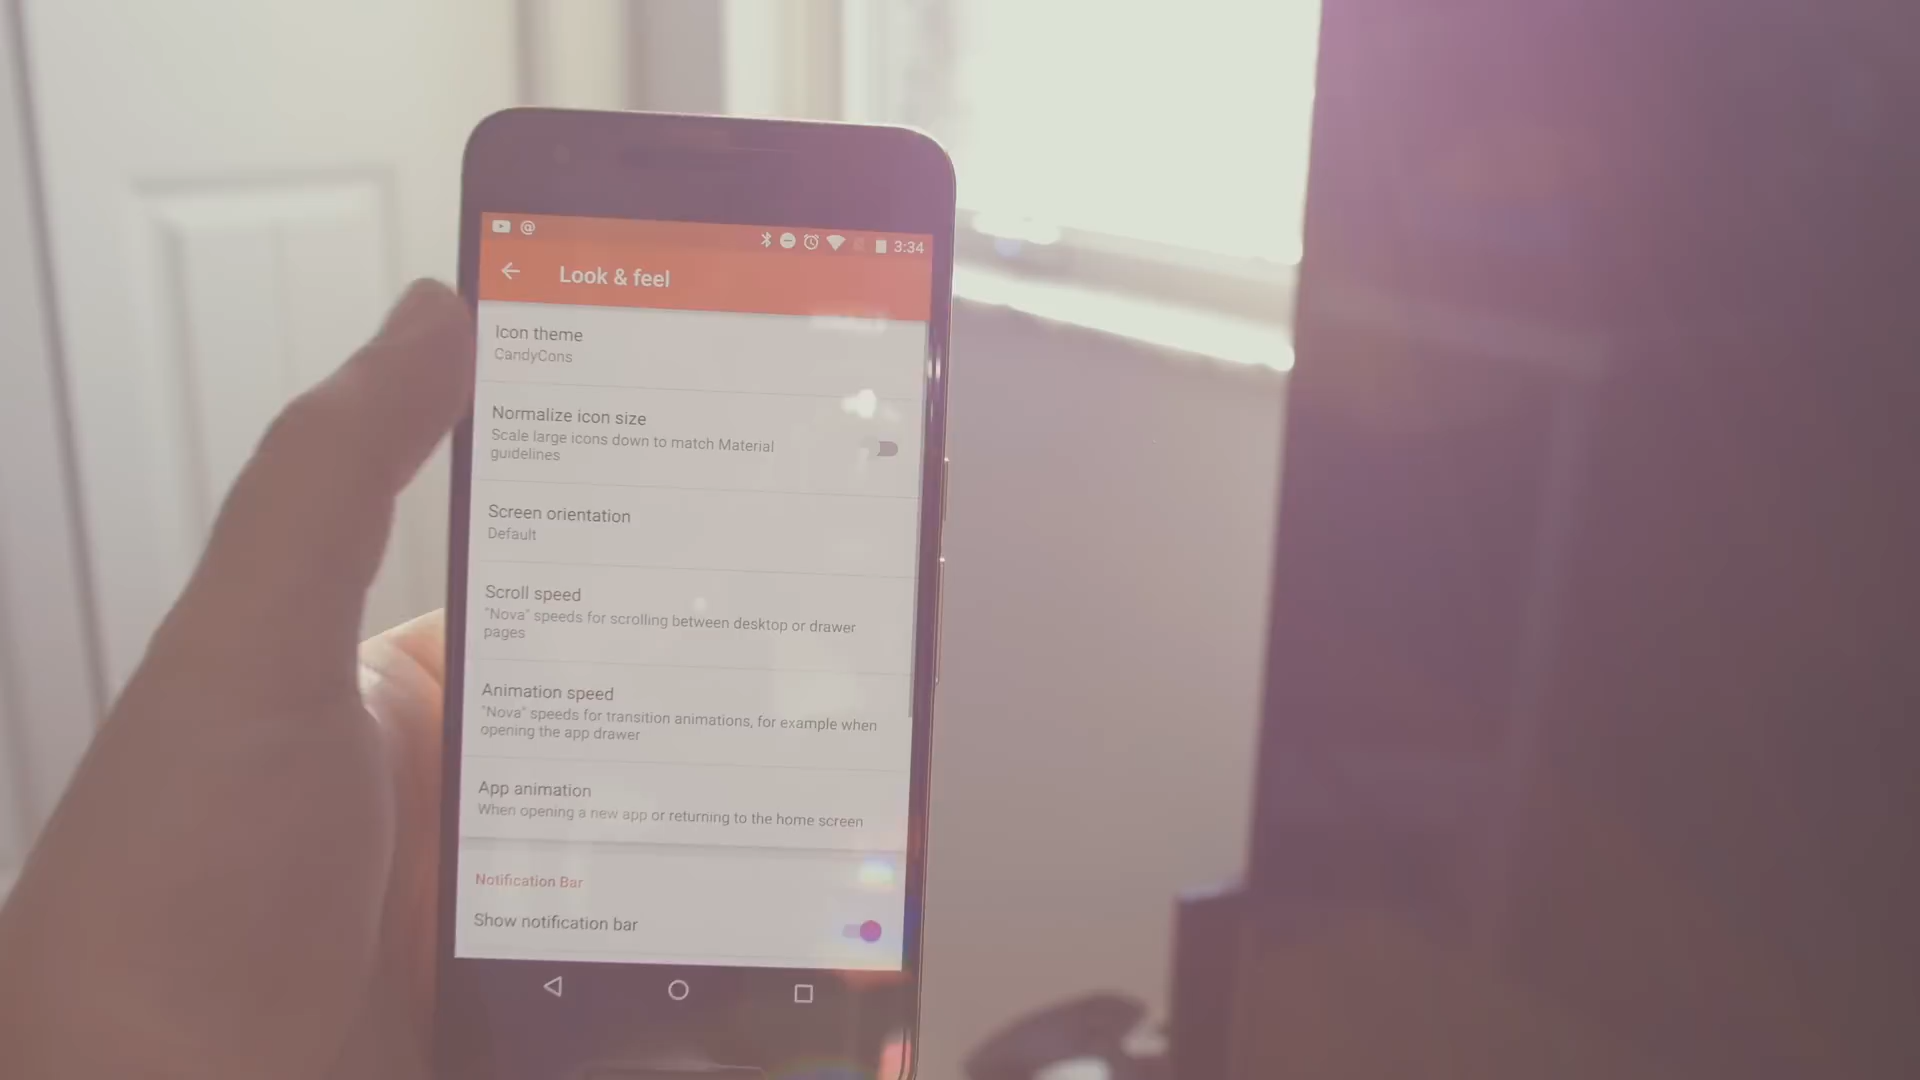 3:34
Look & feel
Icon theme
CandyCons
Normalize icon size
Scale large icons down to match Material
guidelines
Screen orientation
Default
Scroll speed
"Nova" speeds for scrolling between desktop or drawer
pages
Animation speed
"Nova" speeds for transition animations, for example when
opening the app drawer
App animation
When opening a new app or returning to the home screen
Notification Bar
Show notification bar